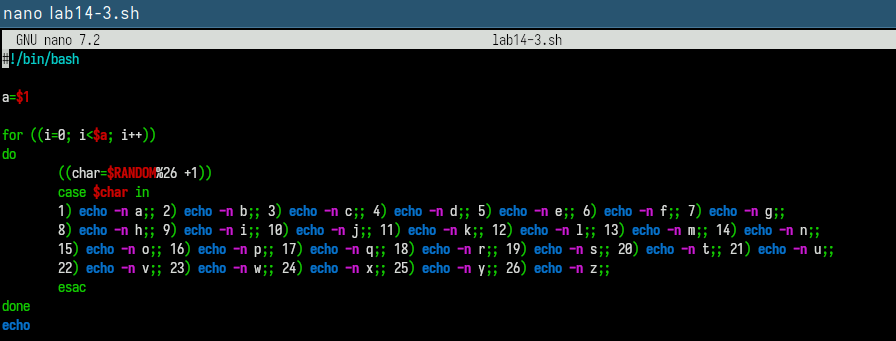 nano lab14-3.sh
GNU nano 7.2 lab14-3.sh
#!/bin/bash
a=$1
for ((i=0; i<$a; i++))
do
((char=$RANDOM%26 +1))
case $char in
1) echo -n a;; 2) echo -n b;; 3) echo -n c;; 4) echo -n d;; 5) echo -n e;; 6) echo -n f;; 7) echo -n g;;
8) echo -n h;; 9) echo -n i;; 10) echo -n j;; 11) echo -n k;; 12) echo -n l;; 13) echo -n m;; 14) echo -n n;;
15) echo -n o;; 16) echo -n p;; 17) echo -n q;; 18) echo -n r;; 19) echo -n s;; 20) echo -n t;; 21) echo -n u;;
22) echo -n v;; 23) echo -n w;; 24) echo -n x;; 25) echo -n y;; 26) echo -n z;;
esac
done
echo